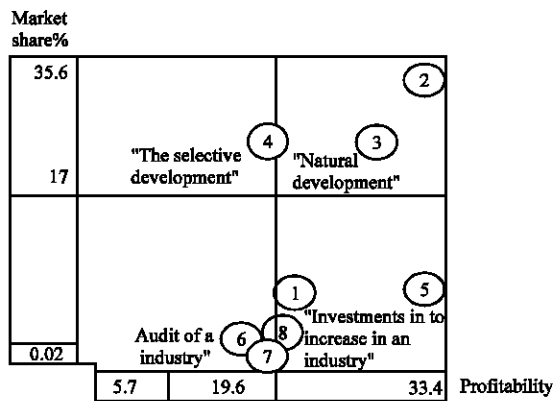 Market
share%
35.6
2
4
3
"The selective
development"
"Natural
development"
17
1
5
"Investments in to
increase in an
industry"
Audit of a
industry"
6
8
7
0.02
5.7
19.6
33.4
Profitability